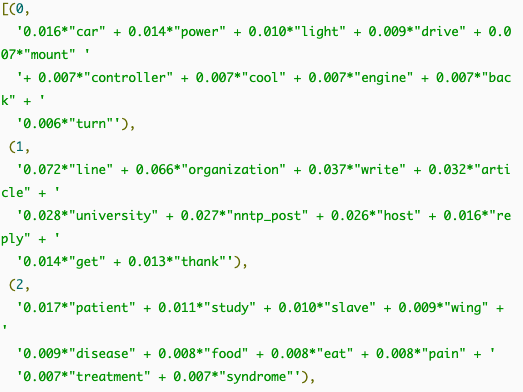 [(0,
'0.016*"car" + 0.014*"power" + 0.010*"light" + 0.009*"drive" + 0.0
07*"mount" '
'+ 0.007*"controller" + 0.007*"cool" + 0.007*"engine" + 0.007*"bac
k" + '
'0.006*"turn"'),
(1,
'0.072*"line" + 0.066*"organization" + 0.037*"write" + 0.032*"arti
cle" + '
'0.028*"university" + 0.027*"nntp_post" + 0.026*"host" + 0.016*"re
ply" + '
'0.014*"get" + 0.013*"thank"'),
(2,
'0.017*"patient" + 0.011*"study" + 0.010*"slave" + 0.009*"wing" +
'
'0.009*"disease" + 0.008*"food" + 0.008*"eat" + 0.008*"pain" + '
'0.007*"treatment" + 0.007*"syndrome"'),